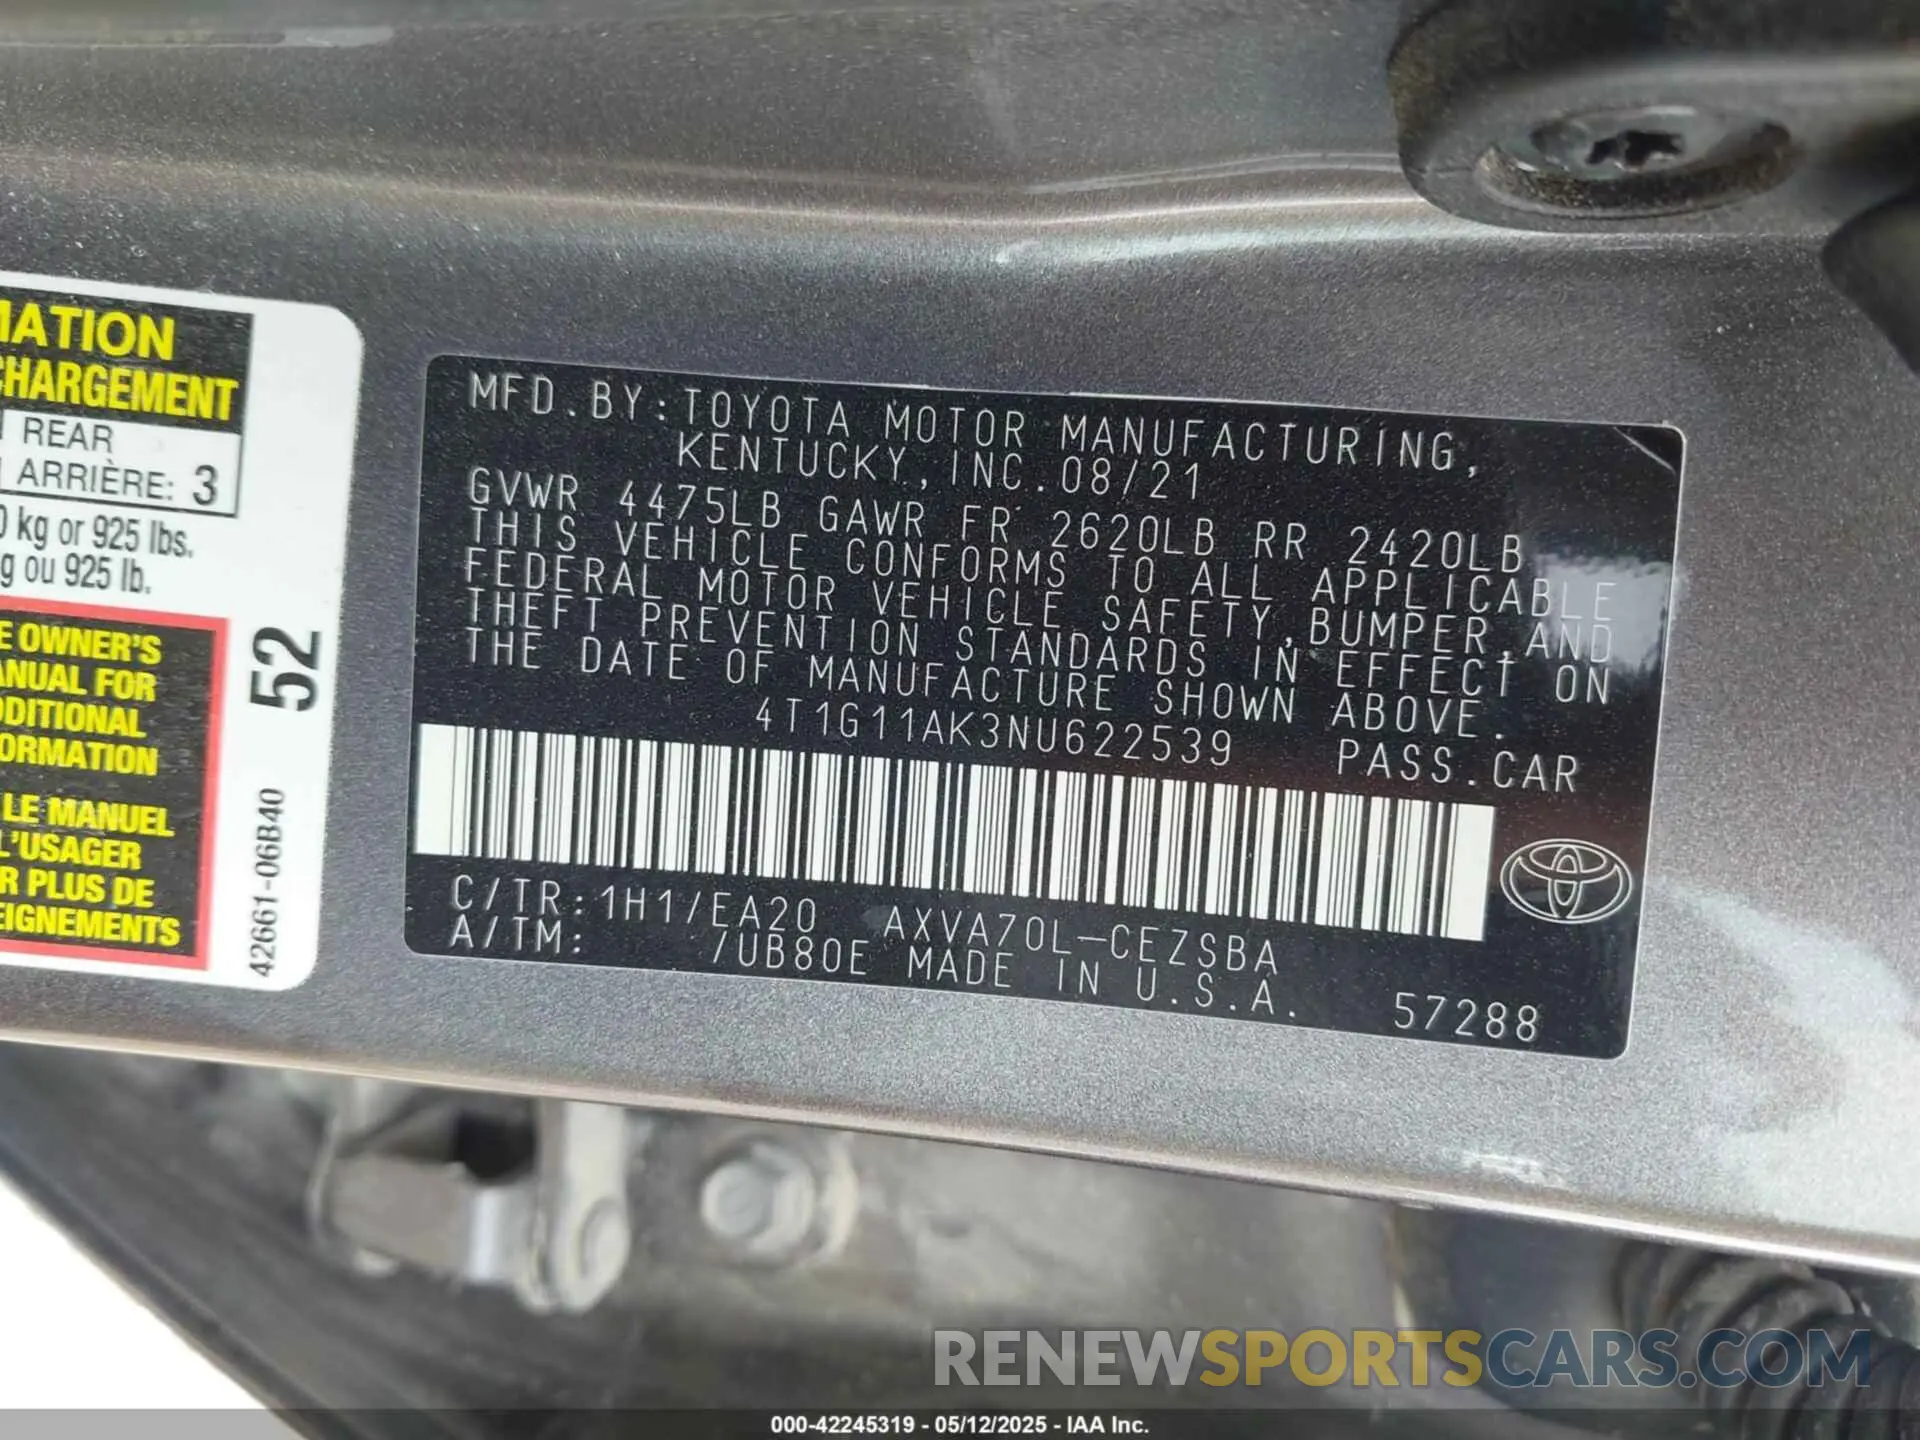 MATION
CHARGEMENT
REAR
ARRIÈRE: 3
0 kg or 925 lbs.
g ou 925 lb.
E OWNER'S
ANUAL FOR
DDITIONAL
FORMATION
LE MANUEL
L'USAGER
R PLUS DE
EIGNEMENTS
52
42661-06B40
MFD.BY:TOYOTA MOTOR MANUFACTURING,
KENTUCKY,INC.08/21
GVWR 4475LB GAWR FR 2620LB RR 2420LB
THIS VEHICLE CONFORMS TO ALL APPLICABLE
FEDERAL MOTOR VEHICLE SAFETY,BUMPER,AND
THEFT PREVENTION STANDARDS IN EFFECT ON
THE DATE OF MANUFACTURE SHOWN ABOVE.
4T1G11AK3NU622539 PASS.CAR
C/TR:1H1/EA20 AXVA70L-CEZSBA
A/TM: /UB80E MADE IN U.S.A.
57288
RENEWSPORTSCARS.COM
000-42245319 - 05/12/2025 - IAA Inc.